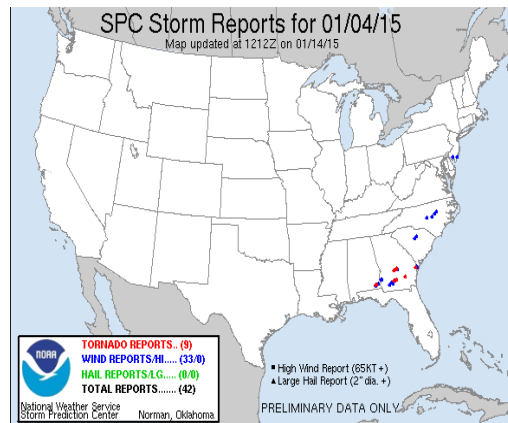 SPC Storm Reports for 01/04/15
Map updated at 1212Z on 01/14/15
TORNADO REPORTS.. (9)
WIND REPORTS/HI..... (33/0)
HAIL REPORTS/LG..... (0/0)
TOTAL REPORTS....... (42)
NOAA
National Weather Service
Storm Prediction Center Norman, Oklahoma
High Wind Report (65KT +)
Large Hail Report (2" dia. +)
PRELIMINARY DATA ONLY